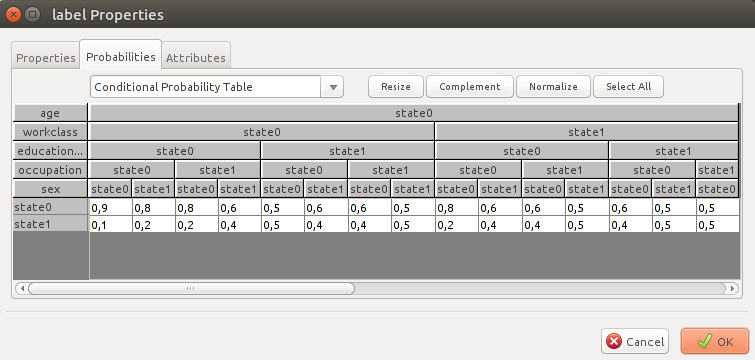 label Properties
Properties Probabilities Attributes
Conditional Probability Table Resize Complement Normalize Select All
age state0
workclass state0 state1
education... state0 state1 state0 state1
occupation state0 state1 state0 state1 state0 state1 state0 state1
sex state0 state1 state0 state1 state0 state1 state0 state1 state0 state1 state0 state1 state0 state1 state0
state0 0,9 0,8 0,8 0,6 0,5 0,6 0,6 0,5 0,8 0,6 0,6 0,5 0,6 0,5 0,5
state1 0,1 0,2 0,2 0,4 0,5 0,4 0,4 0,5 0,2 0,4 0,4 0,5 0,4 0,5 0,5
Cancel OK